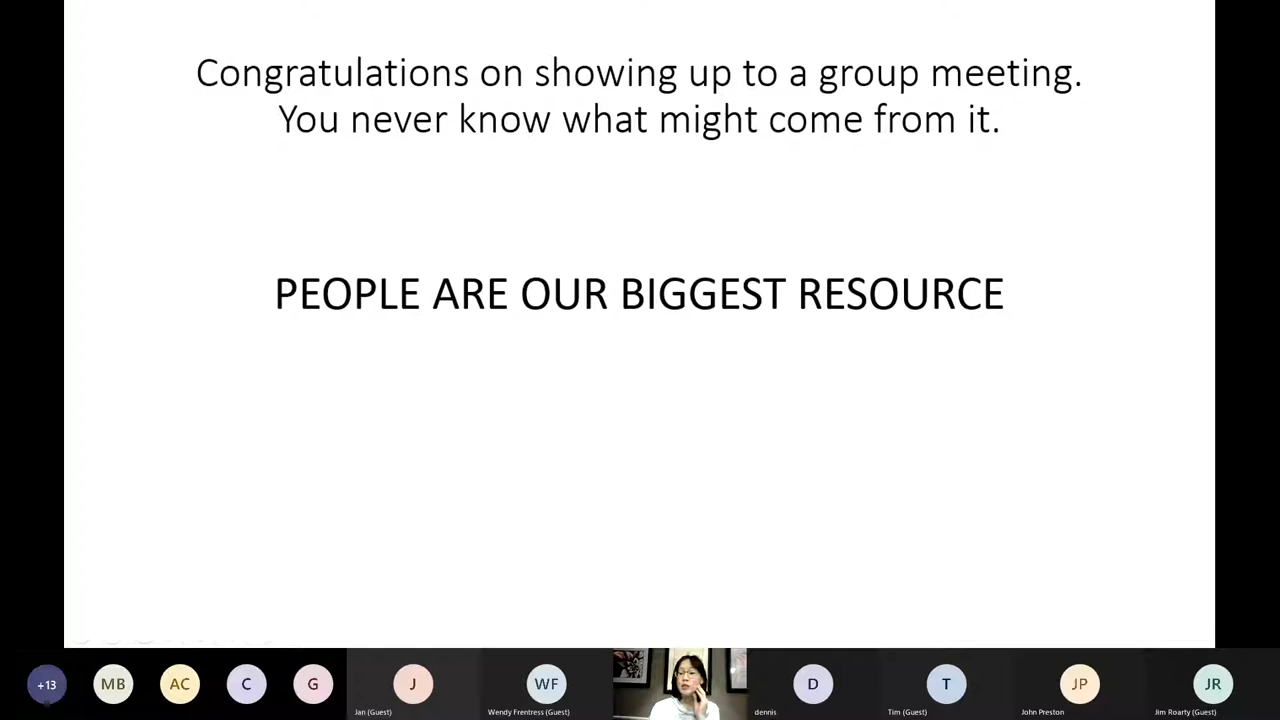 Congratulations on showing up to a group meeting.
You never know what might come from it.
PEOPLE ARE OUR BIGGEST RESOURCE
+13
MB
AC
C
G
J
WF
D
T
JP
JR
Jan (Guest)
Wendy Frentress (Guest)
dennis
Tim (Guest)
John Preston
Jim Roarty (Guest)